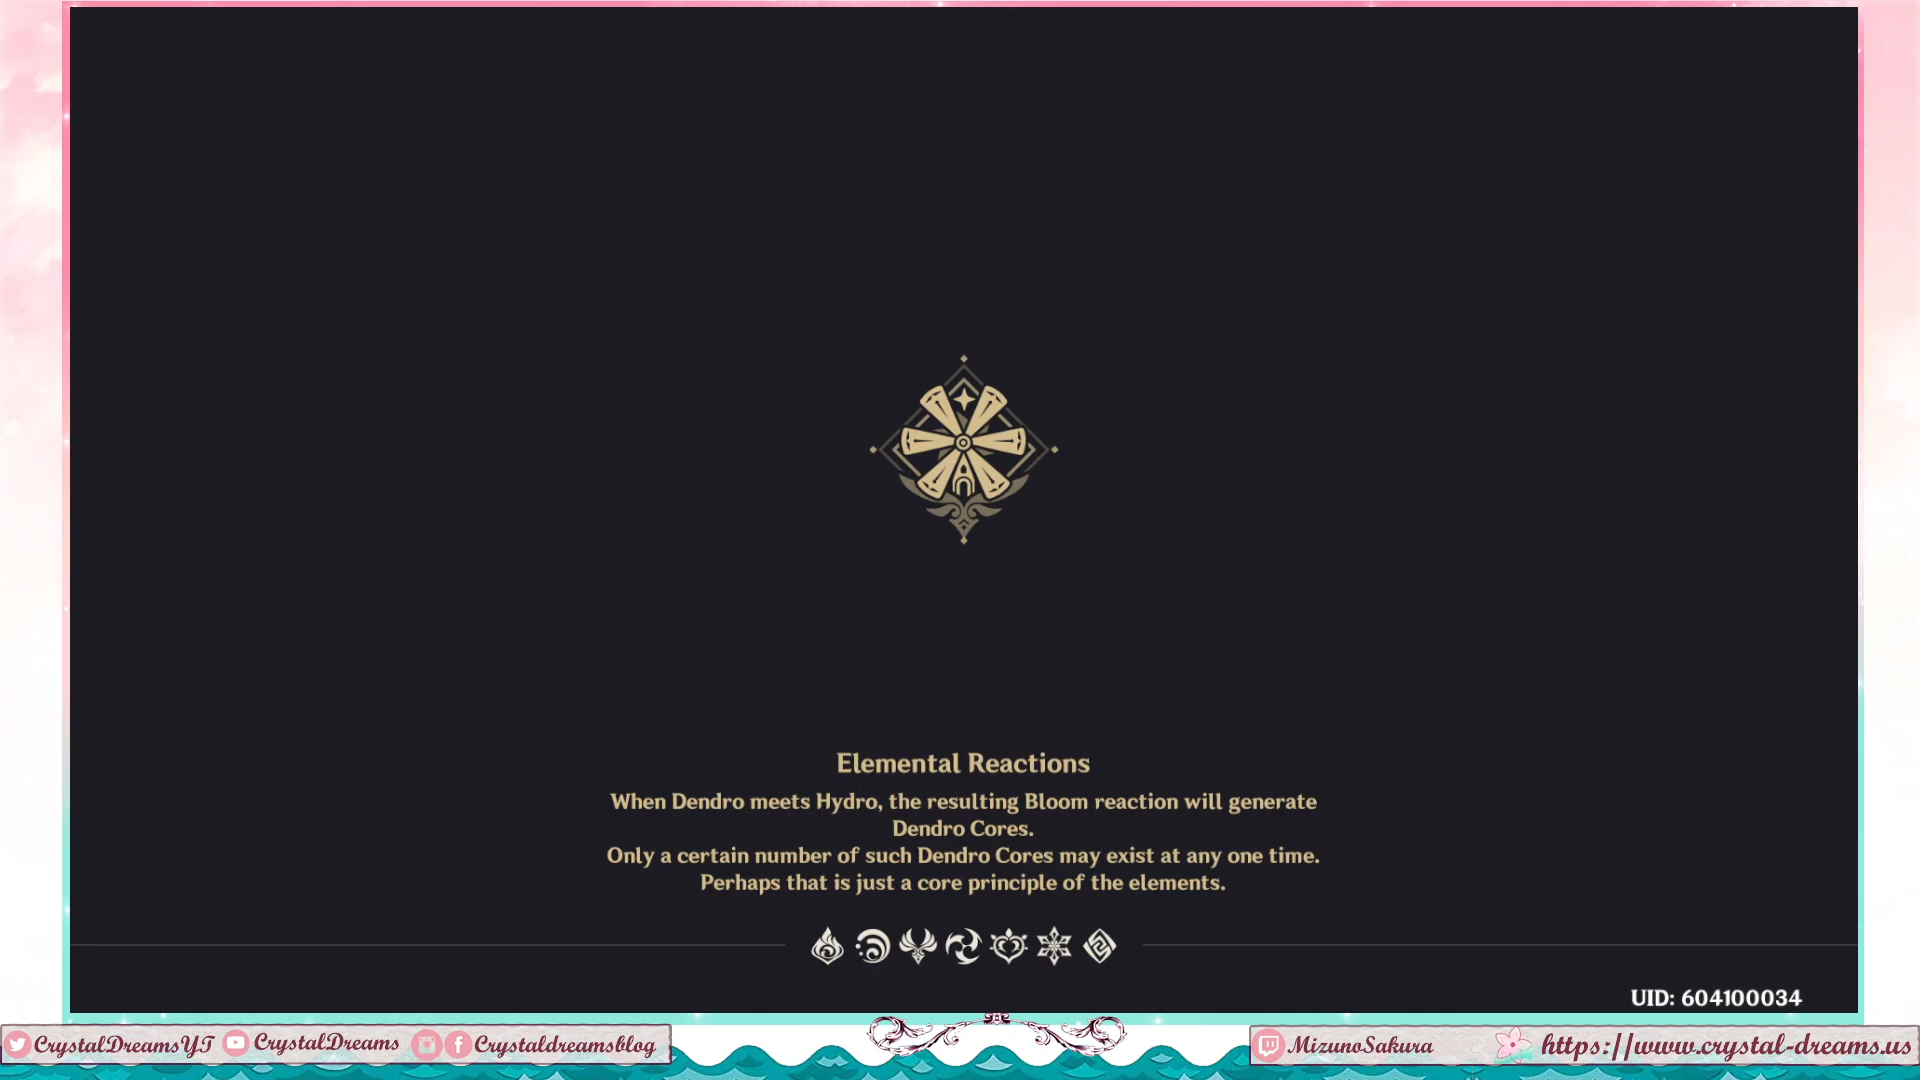 Elemental Reactions
When Dendro meets Hydro, the resulting Bloom reaction will generate
Dendro Cores.
Only a certain number of such Dendro Cores may exist at any one time.
Perhaps that is just a core principle of the elements.
UID: 604100034
CrystalDreamsYT CrystalDreams Crystaldreamsblog MizunoSakura https://www.crystal-dreams.us